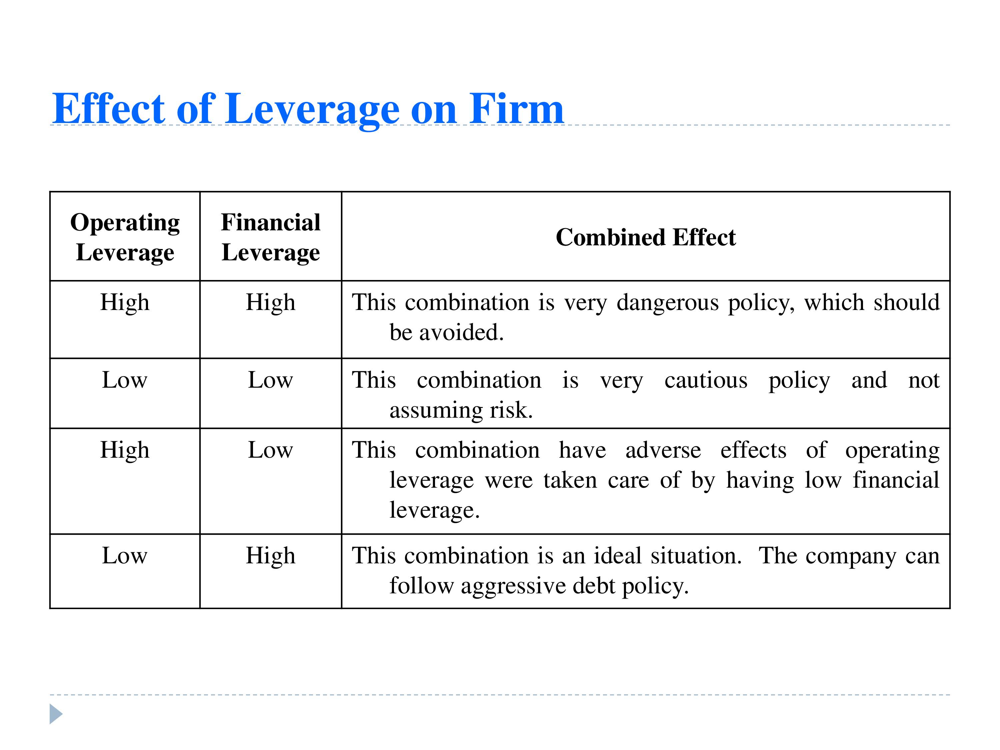 Effect of Leverage on Firm
Operating
Leverage
Financial
Leverage
Combined Effect
High
High
This combination is very dangerous policy, which should
be avoided.
Low
Low
This combination is very cautious policy and not
assuming risk.
High
Low
This combination have adverse effects of operating
leverage were taken care of by having low financial
leverage.
Low
High
This combination is an ideal situation. The company can
follow aggressive debt policy.